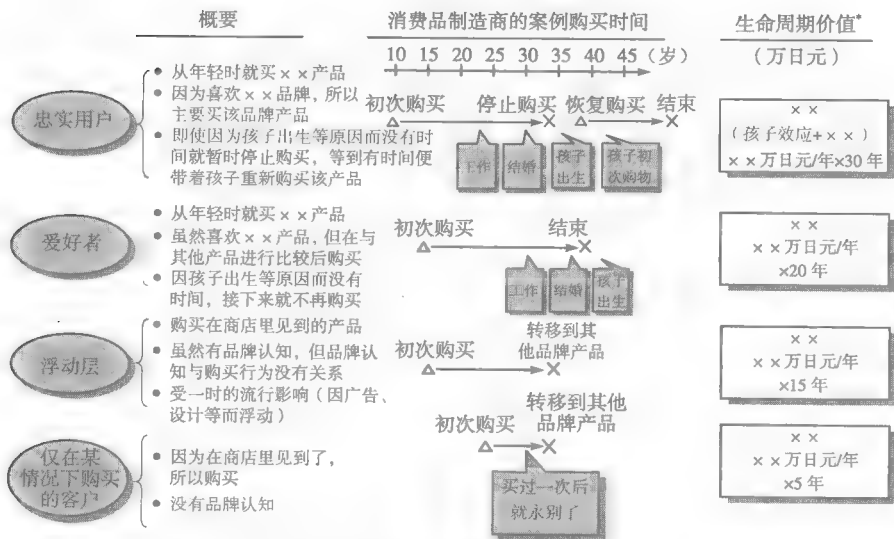 概要
消费品制造商的案例购买时间
生命周期价值*
(万日元)
10 15 20 25 30 35 40 45 (岁)
忠实用户
• 从年轻时就买××产品
• 因为喜欢××品牌,所以
主要买该品牌产品
• 即使因为孩子出生等原因而没有时
间就暂时停止购买,等到有时间便
带着孩子重新购买该产品
初次购买 停止购买 恢复购买 结束
工作
结婚
孩子
出生
孩子初
次购物
××
(孩子效应+××)
××万日元/年×30年
爱好者
• 从年轻时就买××产品
• 虽然喜欢××产品,但在与
其他产品进行比较后购买
• 因孩子出生等原因而没有
时间,接下来就不再购买
初次购买 结束
工作
结婚
孩子
出生
××
××万日元/年
×20年
浮动层
• 购买在商店里见到的产品
• 虽然有品牌认知,但品牌认
知与购买行为没有关系
• 受一时的流行影响(因广告、
设计等而浮动)
初次购买
转移到其
他品牌产品
××
××万日元/年
×15年
仅在某
情况下购买
的客户
• 因为在商店里见到了,
所以购买
• 没有品牌认知
初次购买
转移到其他
品牌产品
买过一次后
就永别了
××
××万日元/年
×5年